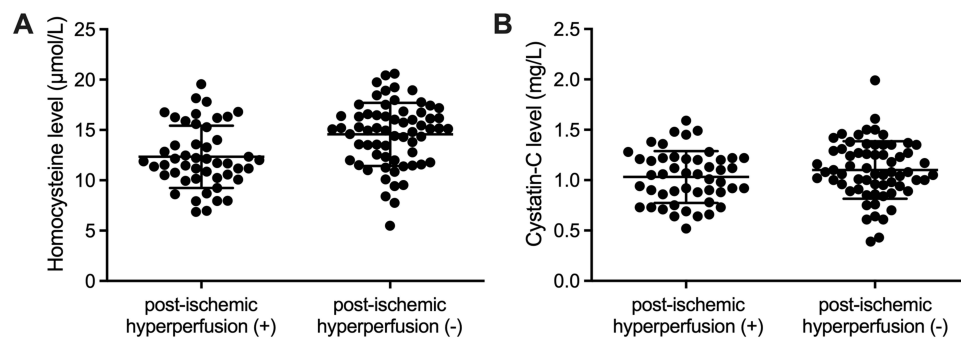 A
Homocysteine level (μmol/L)
25
20
15
10
5
0
post-ischemic
hyperperfusion (+)
post-ischemic
hyperperfusion (-)
B
Cystatin-C level (mg/L)
2.5
2.0
1.5
1.0
0.5
0.0
post-ischemic
hyperperfusion (+)
post-ischemic
hyperperfusion (-)